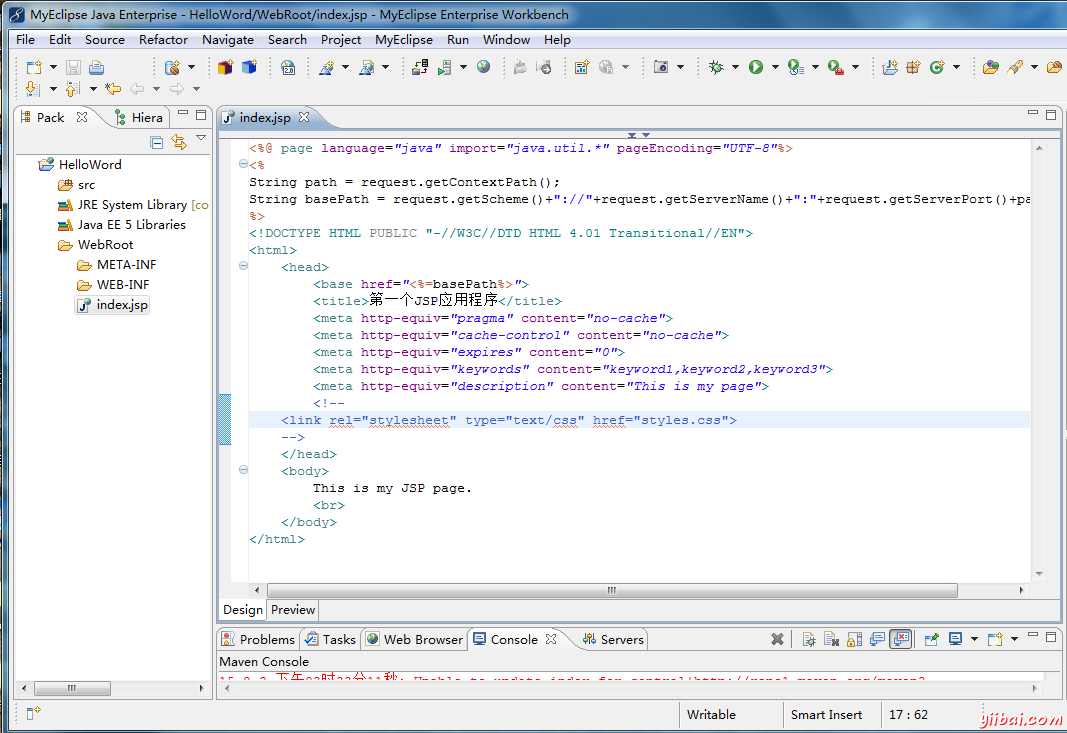 MyEclipse Java Enterprise - HelloWord/WebRoot/index.jsp - MyEclipse Enterprise Workbench
File Edit Source Refactor Navigate Search Project MyEclipse Run Window Help
Pack Hiera
index.jsp
HelloWord
src
JRE System Library [co
Java EE 5 Libraries
WebRoot
META-INF
WEB-INF
index.jsp
<%@ page language="java" import="java.util.*" pageEncoding="UTF-8"%>
<%
String path = request.getContextPath();
String basePath = request.getScheme()+"://"+request.getServerName()+":"+request.getServerPort()+pa
%>
<!DOCTYPE HTML PUBLIC "-//W3C//DTD HTML 4.01 Transitional//EN">
<html>
<head>
<base href="<%=basePath%>">
<title>第一个JSP应用程序</title>
<meta http-equiv="pragma" content="no-cache">
<meta http-equiv="cache-control" content="no-cache">
<meta http-equiv="expires" content="0">
<meta http-equiv="keywords" content="keyword1,keyword2,keyword3">
<meta http-equiv="description" content="This is my page">
<!--
<link rel="stylesheet" type="text/css" href="styles.css">
-->
</head>
<body>
This is my JSP page.
<br>
</body>
</html>
Design Preview
Problems Tasks Web Browser Console Servers
Maven Console
Writable Smart Insert 17 : 62
yiibai.com